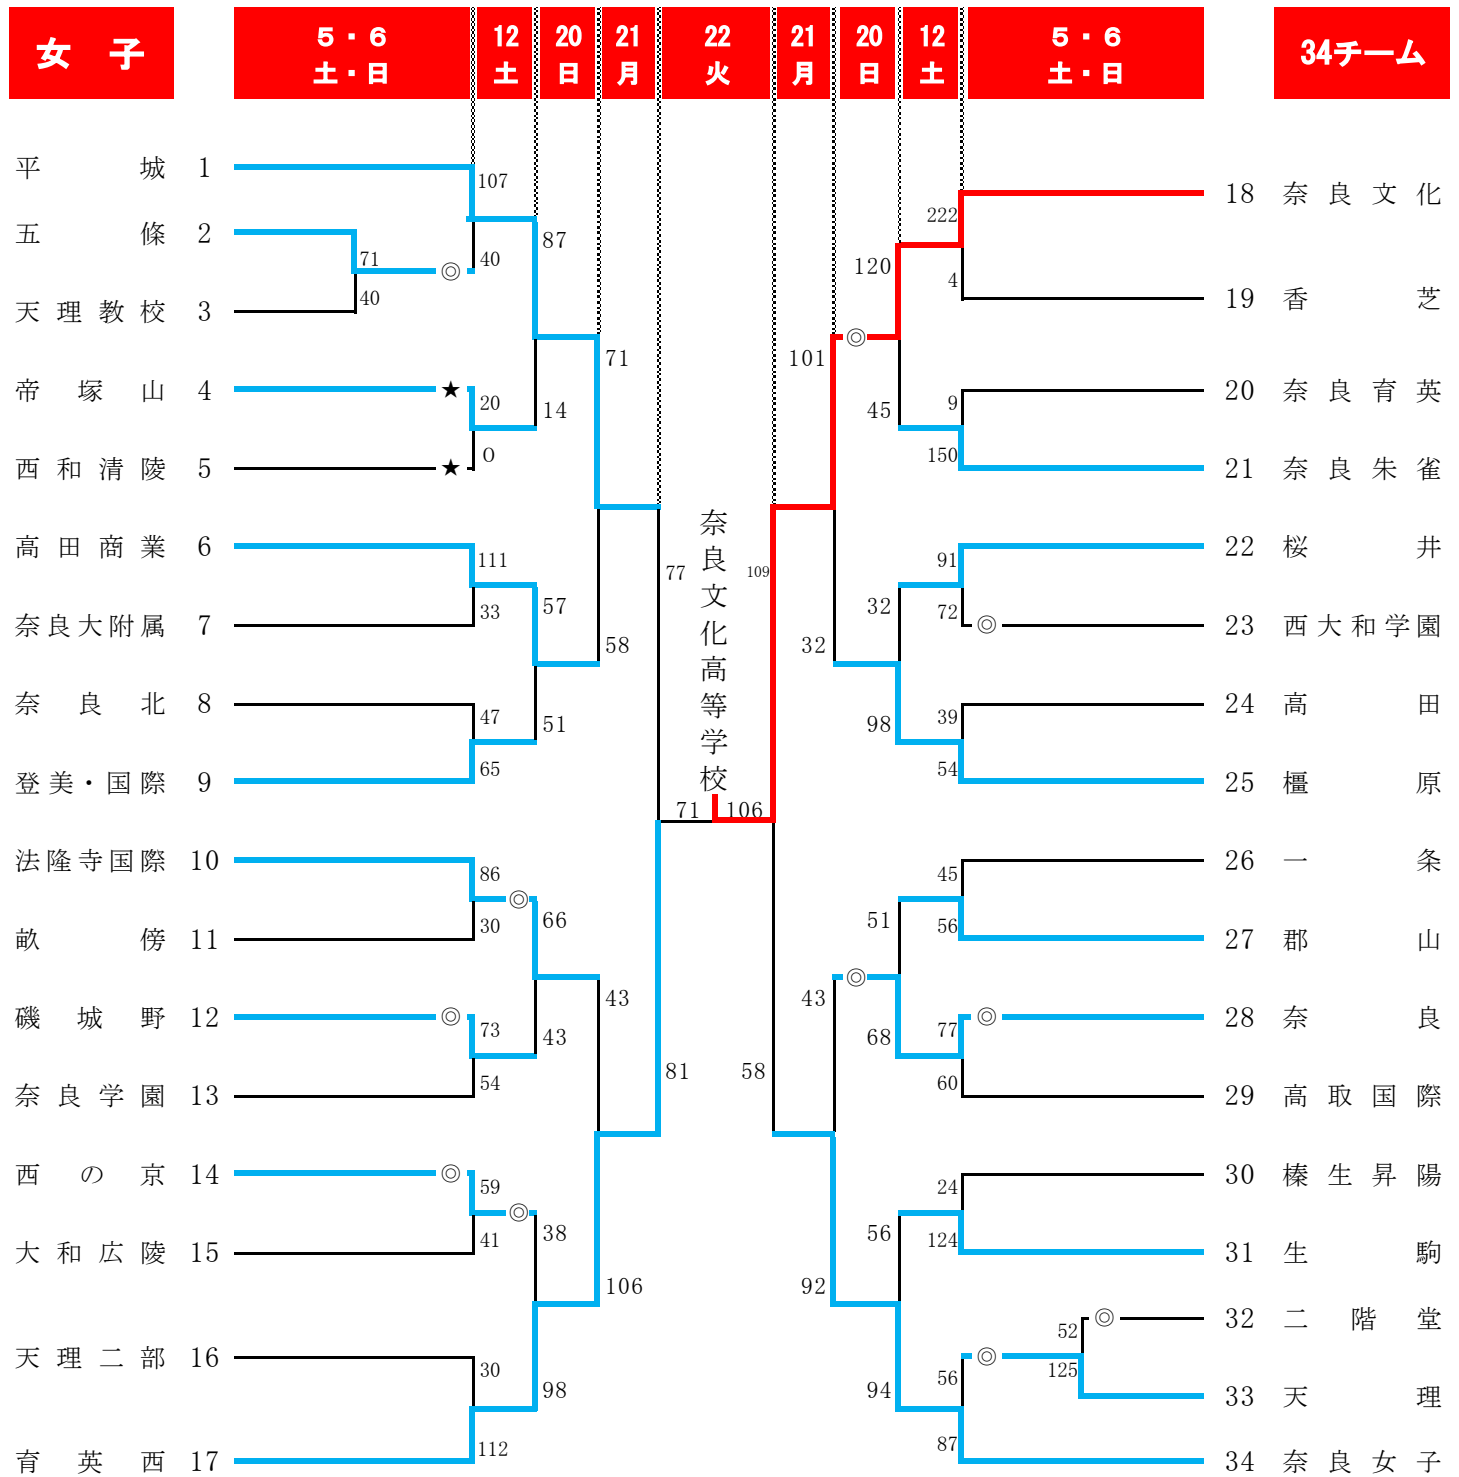 女 子
5・6
土・日
12
土
20
日
21
月
22
火
21
月
20
日
12
土
5・6
土・日
34チーム
平城 1
107
五條 2
71
◎
40
40
天理教校 3
87
帝塚山 4
★
20
14
西和清陵 5
★
0
71
高田商業 6
111
奈良大附属 7
33
57
58
奈良北 8
47
51
登美・国際 9
65
77
法隆寺国際 10
86
◎
畝傍 11
30
66
磯城野 12
◎
73
43
奈良学園 13
54
43
81
西の京 14
◎
59
◎
大和広陵 15
41
38
106
天理二部 16
30
98
育英西 17
112
奈良文化高等学校
71 106
109
58
222
18 奈良文化
120
4
19 香芝
◎
101
9
20 奈良育英
45
150
21 奈良朱雀
91
22 桜井
32
72
◎
23 西大和学園
32
39
24 高田
98
54
25 橿原
45
26 一条
51
56
27 郡山
◎
43
77
◎
28 奈良
68
60
29 高取国際
24
30 榛生昇陽
56
124
31 生駒
92
52
◎
32 二階堂
◎
125
33 天理
94
56
87
34 奈良女子